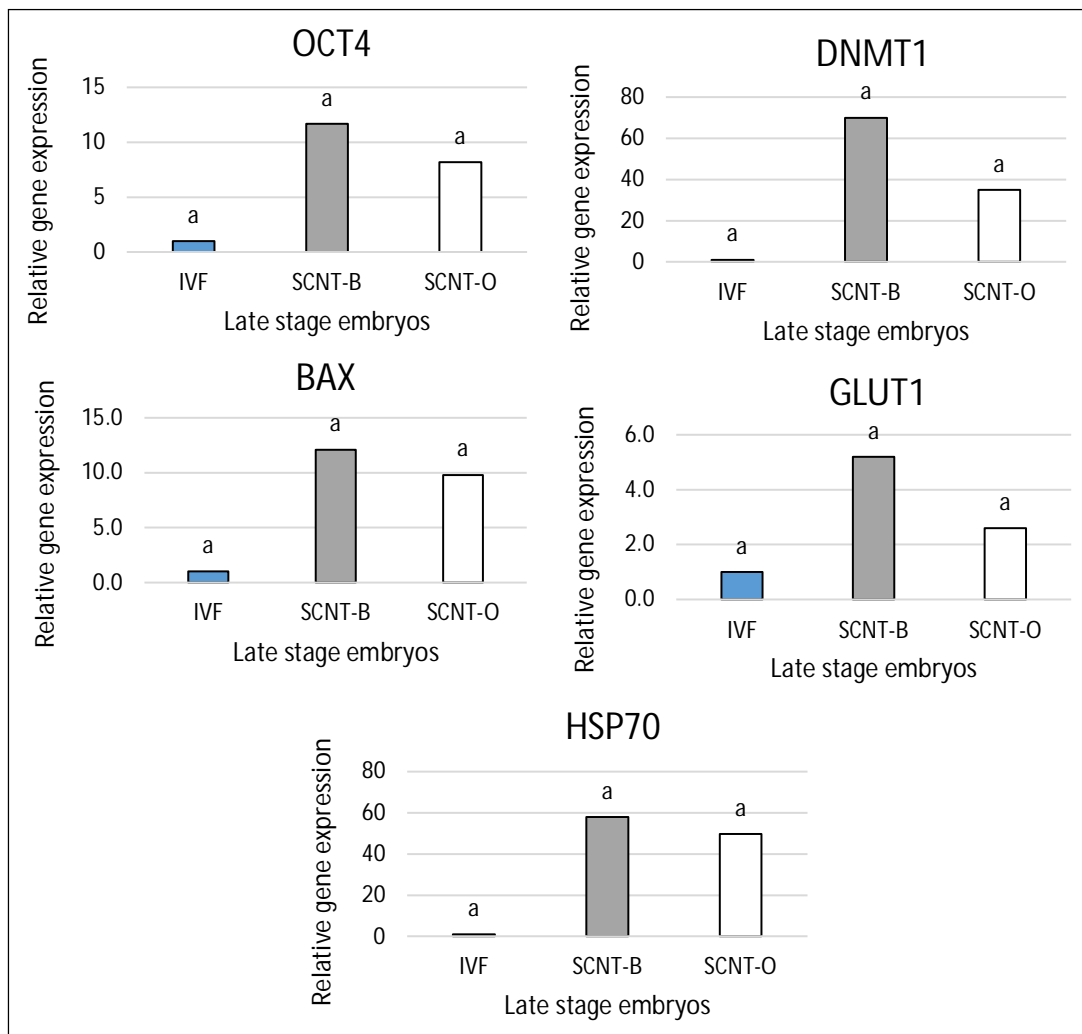 OCT4
Relative gene expression
15
10
5
0
a
a
a
IVF
SCNT-B
SCNT-O
Late stage embryos
DNMT1
Relative gene expression
80
60
40
20
0
a
a
a
IVF
SCNT-B
SCNT-O
Late stage embryos
BAX
Relative gene expression
15.0
10.0
5.0
0.0
a
a
a
IVF
SCNT-B
SCNT-O
Late stage embryos
GLUT1
Relative gene expression
6.0
4.0
2.0
0.0
a
a
a
IVF
SCNT-B
SCNT-O
Late stage embryos
HSP70
Relative gene expression
80
60
40
20
0
a
a
a
IVF
SCNT-B
SCNT-O
Late stage embryos